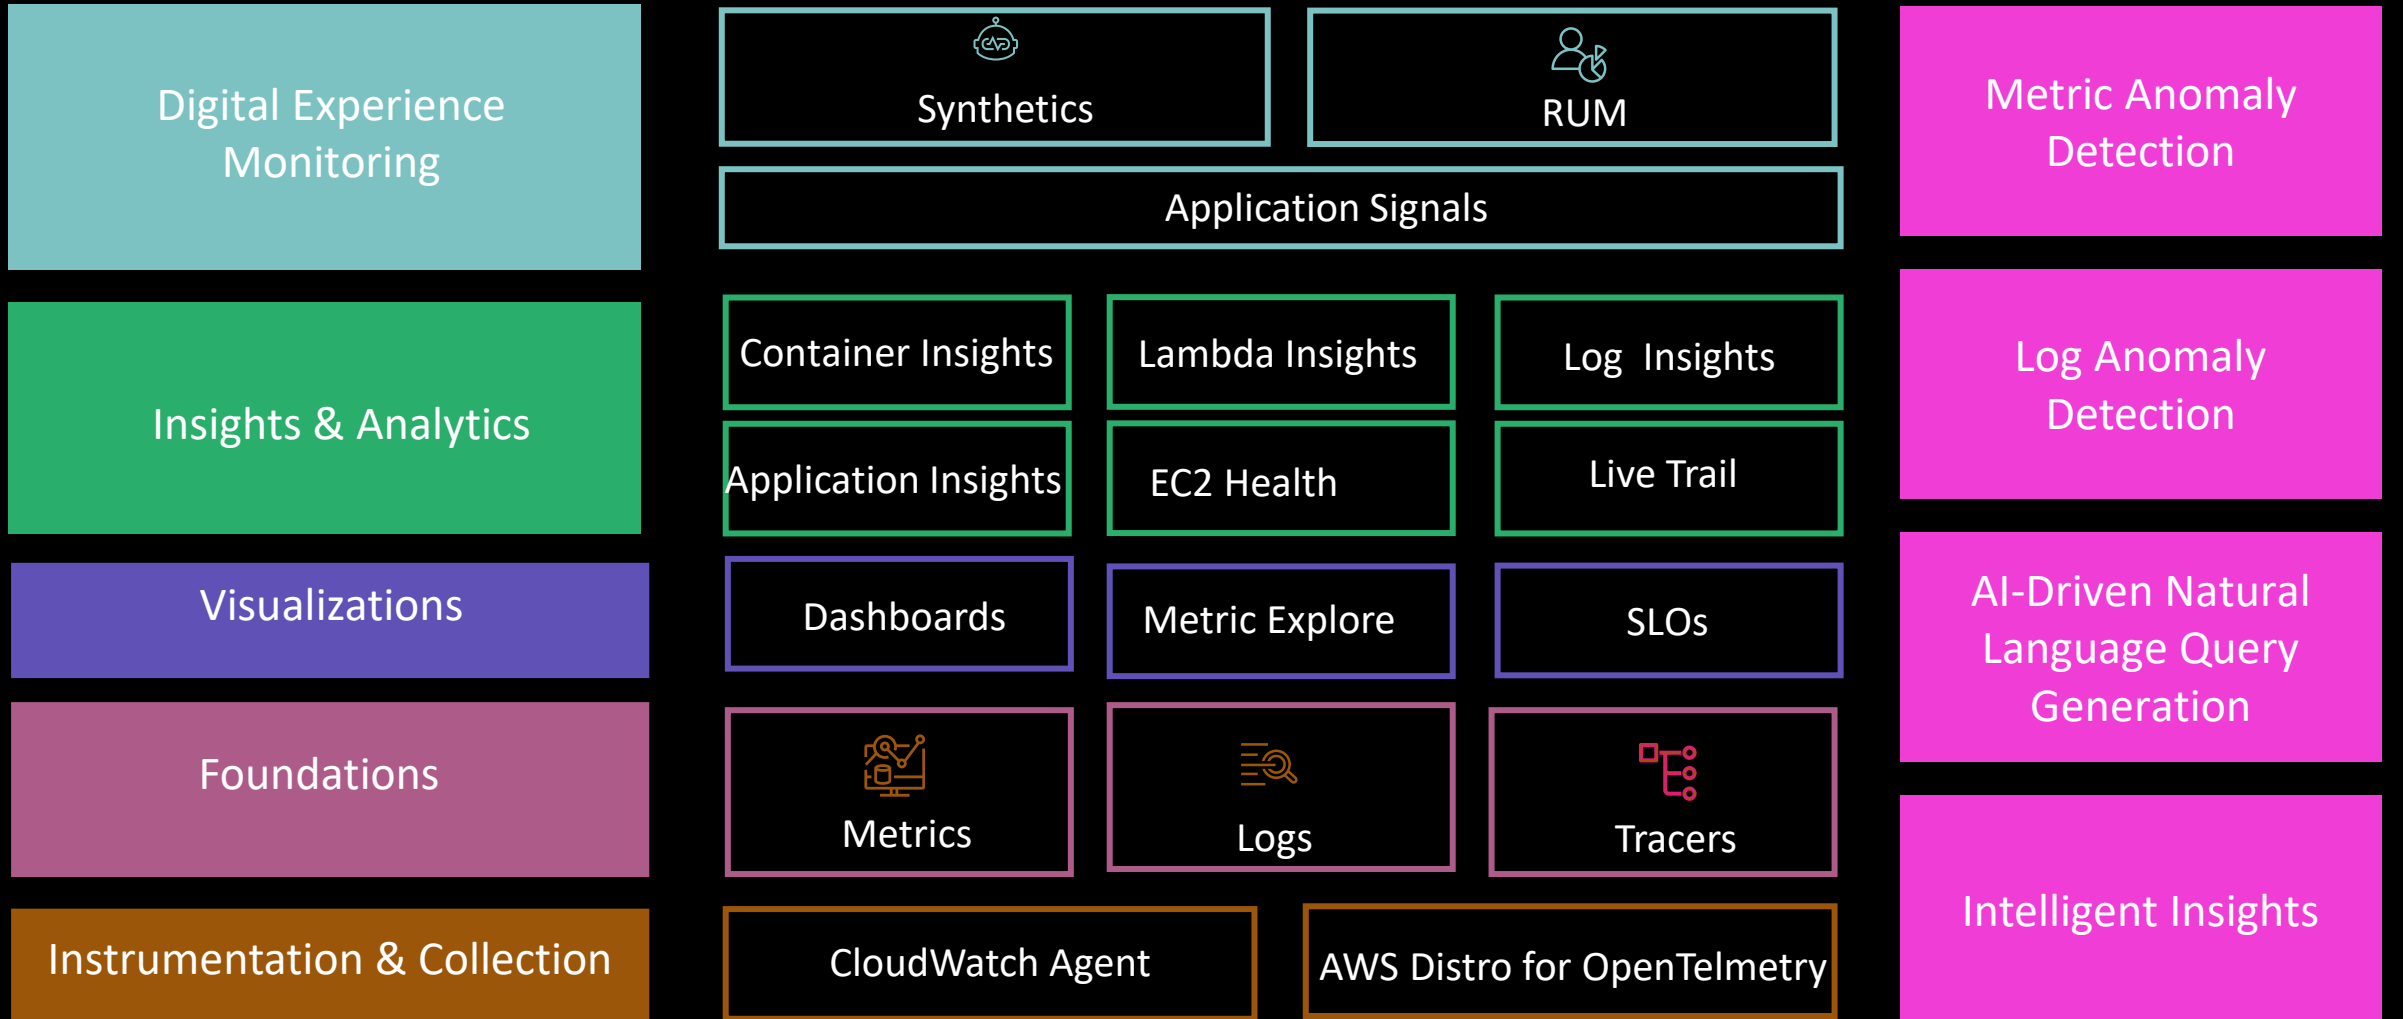 Digital Experience
Monitoring
Synthetics
RUM
Application Signals
Metric Anomaly
Detection
Insights & Analytics
Container Insights
Lambda Insights
Log  Insights
Application Insights
EC2 Health
Live Trail
Log Anomaly
Detection
Visualizations
Dashboards
Metric Explore
SLOs
AI-Driven Natural
Language Query
Generation
Foundations
Metrics
Logs
Tracers
Instrumentation & Collection
CloudWatch Agent
AWS Distro for OpenTelmetry
Intelligent Insights